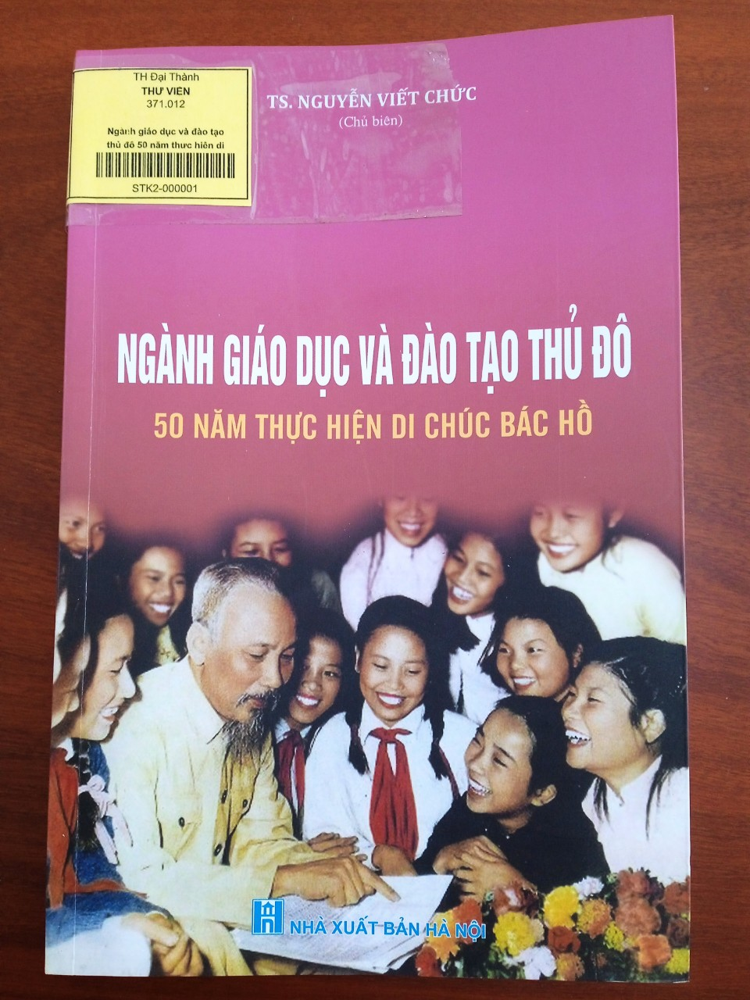 TH Đại Thành
THƯ VIÊN
371.012
Ngành giáo dục và đào tạo
thủ đô 50 năm thưc hiên di
STK2-000001
TS. NGUYỄN VIẾT CHỨC
(Chủ biên)
NGÀNH GIÁO DỤC VÀ ĐÀO TẠO THỦ ĐÔ
50 NĂM THỰC HIỆN DI CHÚC BÁC HỒ
NHÀ XUẤT BẢN HÀ NỘI